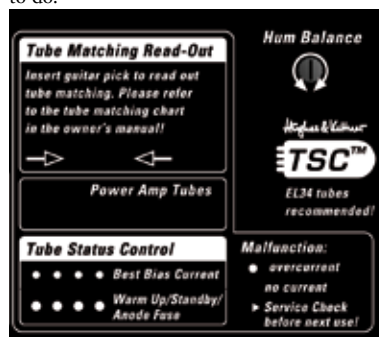 to do.
Tube Matching Read-Out
Insert guitar pick to read out
tube matching. Please refer
to the tube matching chart
in the owner's manual!
Power Amp Tubes
Tube Status Control
Best Bias Current
Warm Up/Standby/
Anode Fuse
Hum Balance
Hughes & Kettner
TSC™
EL34 tubes
recommended!
Malfunction:
overcurrent
no current
Service Check
before next use!